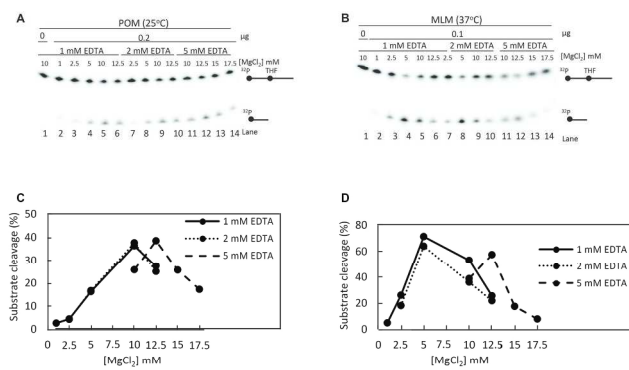 A
POM (25°C)
0 0.2 µg
1 mM EDTA 2 mM EDTA 5 mM EDTA
10 1 2.5 5 10 12.5 2.5 5 10 12.5 10 12.5 15 17.5 [MgCl2] mM
32P THF
32P
1 2 3 4 5 6 7 8 9 10 11 12 13 14 Lane
B
MLM (37°C)
0 0.1 µg
1 mM EDTA 2 mM EDTA 5 mM EDTA
10 1 2.5 5 10 12.5 2.5 5 10 12.5 10 12.5 15 17.5 [MgCl2] mM
32P THF
32P
1 2 3 4 5 6 7 8 9 10 11 12 13 14 Lane
C
Substrate cleavage (%)
50
40
30
20
10
0
0 2.5 5 7.5 10 12.5 15 17.5
[MgCl2] mM
1 mM EDTA
2 mM EDTA
5 mM EDTA
D
Substrate cleavage (%)
80
60
40
20
0
0 2.5 5 7.5 10 12.5 15 17.5
[MgCl2] mM
1 mM EDTA
2 mM EDTA
5 mM EDTA